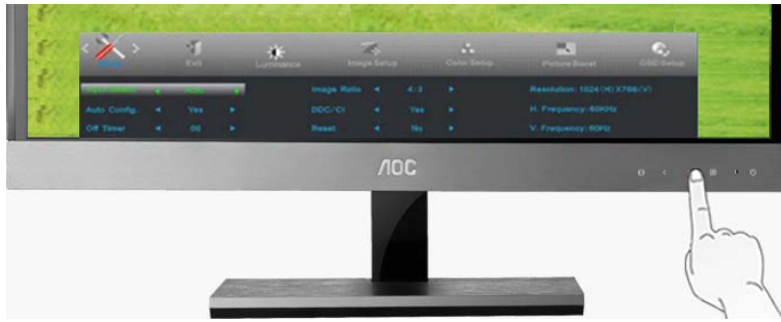 Exit
Luminance
Image Setup
Color Setup
Picture Boost
OSD Setup
Image Ratio 4:3
Resolution: 1024(H) X768(V)
Auto Config. Yes
DDC/CI Yes
H. Frequency: 60KHz
Off Timer 00
Reset No
V. Frequency: 60Hz
AOC